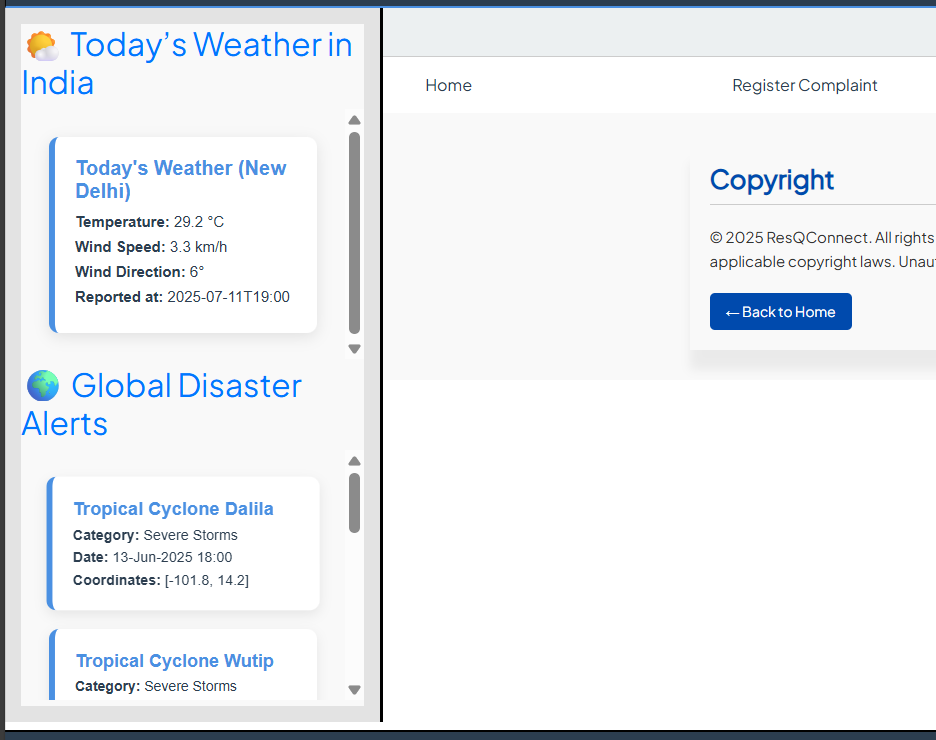 Today’s Weather in
India
Today's Weather (New
Delhi)
Temperature: 29.2 °C
Wind Speed: 3.3 km/h
Wind Direction: 6°
Reported at: 2025-07-11T19:00
Global Disaster
Alerts
Tropical Cyclone Dalila
Category: Severe Storms
Date: 13-Jun-2025 18:00
Coordinates: [-101.8, 14.2]
Tropical Cyclone Wutip
Category: Severe Storms
Home
Register Complaint
Copyright
© 2025 ResQConnect. All rights
applicable copyright laws. Unau
← Back to Home